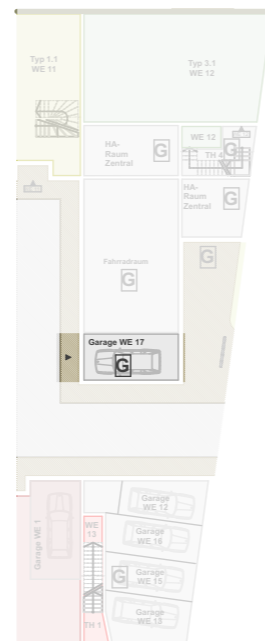 Typ 1.1
WE 11
Typ 3.1
WE 12
HA-
Raum
Zentral
G
WE 12
TH 4
G
HA-
Raum
Zentral
G
Fahrradraum
G
G
Garage WE 17
G
Garage WE 1
WE
13
TH 1
Garage
WE 12
Garage
WE 16
G
Garage
WE 15
Garage
WE 13